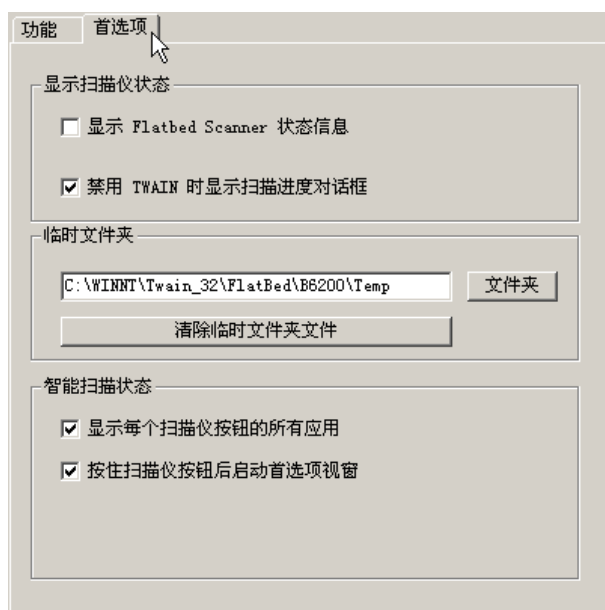 功能 首选项
显示扫描仪状态
显示 Flatbed Scanner 状态信息
禁用 TWAIN 时显示扫描进度对话框
临时文件夹
C:\WINNT\Twain_32\FlatBed\B6200\Temp 文件夹
清除临时文件夹文件
智能扫描状态
显示每个扫描仪按钮的所有应用
按住扫描仪按钮后启动首选项视窗